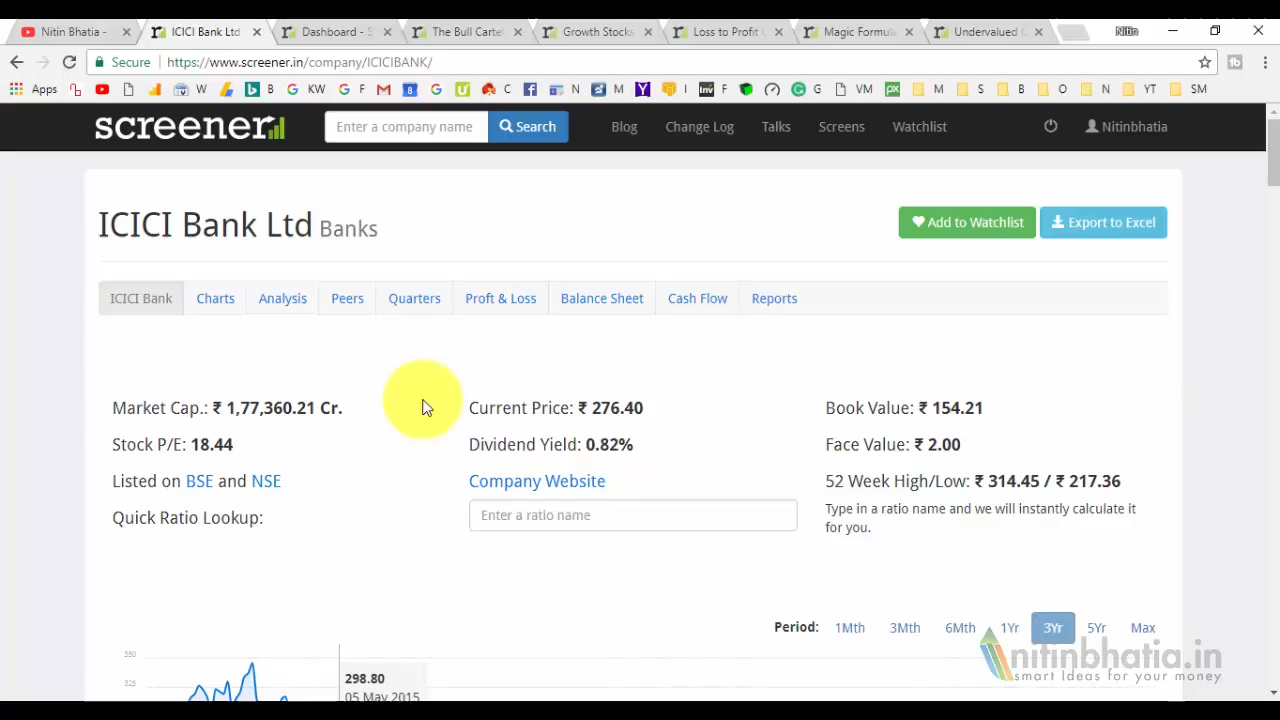 Nitin Bhatia - ICICI Bank Ltd Dashboard - S The Bull Carte Growth Stocks Loss to Profit Magic Formula Undervalued Nitin
Secure https://www.screener.in/company/ICICIBANK/
Apps W B KW F G C F M N I Inv F G VM M S B O N YT SM
screener Enter a company name Search Blog Change Log Talks Screens Watchlist Nitinbhatia
ICICI Bank Ltd Banks Add to Watchlist Export to Excel
ICICI Bank Charts Analysis Peers Quarters Proft & Loss Balance Sheet Cash Flow Reports
Market Cap.: ₹ 1,77,360.21 Cr. Current Price: ₹ 276.40 Book Value: ₹ 154.21
Stock P/E: 18.44 Dividend Yield: 0.82% Face Value: ₹ 2.00
Listed on BSE and NSE Company Website 52 Week High/Low: ₹ 314.45 / ₹ 217.36
Quick Ratio Lookup: Enter a ratio name Type in a ratio name and we will instantly calculate it
for you.
Period: 1Mth 3Mth 6Mth 1Yr 3Yr 5Yr Max
350
298.80
325
05 May 2015
nitinbhatia.in
smart Ideas for your money